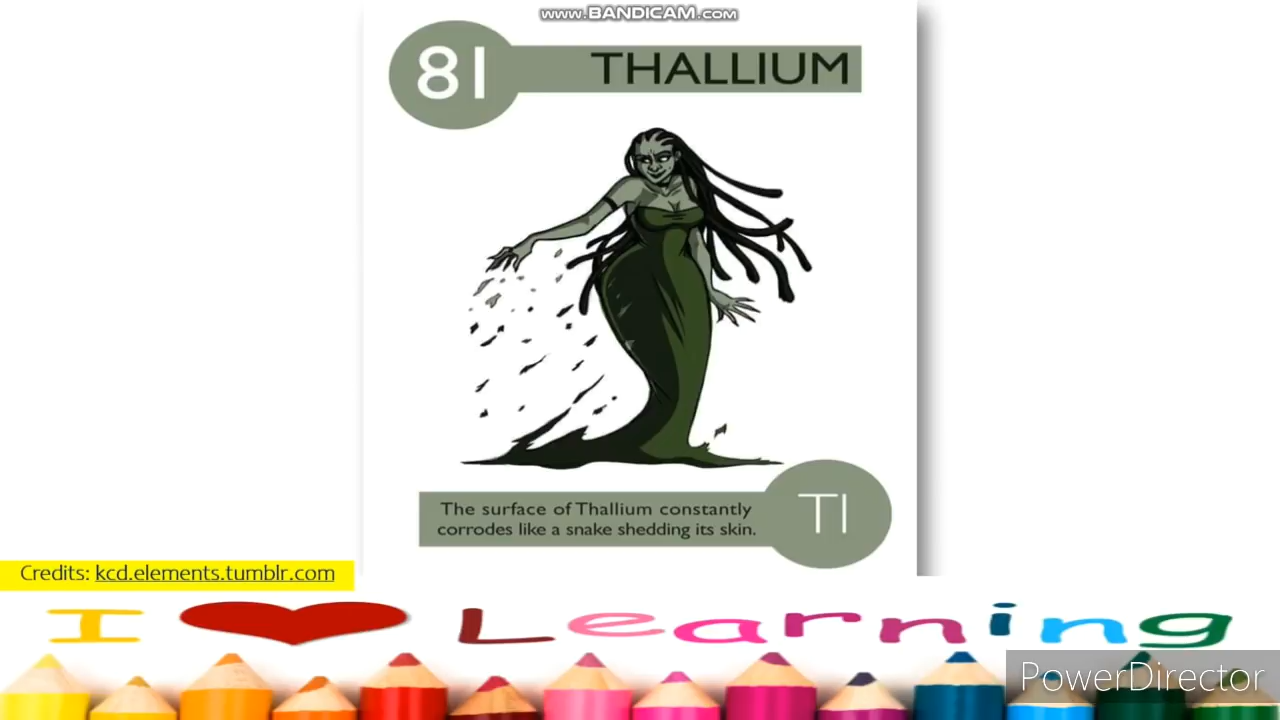 www.BANDICAM.com
81
THALLIUM
The surface of Thallium constantly
corrodes like a snake shedding its skin.
Tl
Credits: kcd.elements.tumblr.com
I Learning
PowerDirector